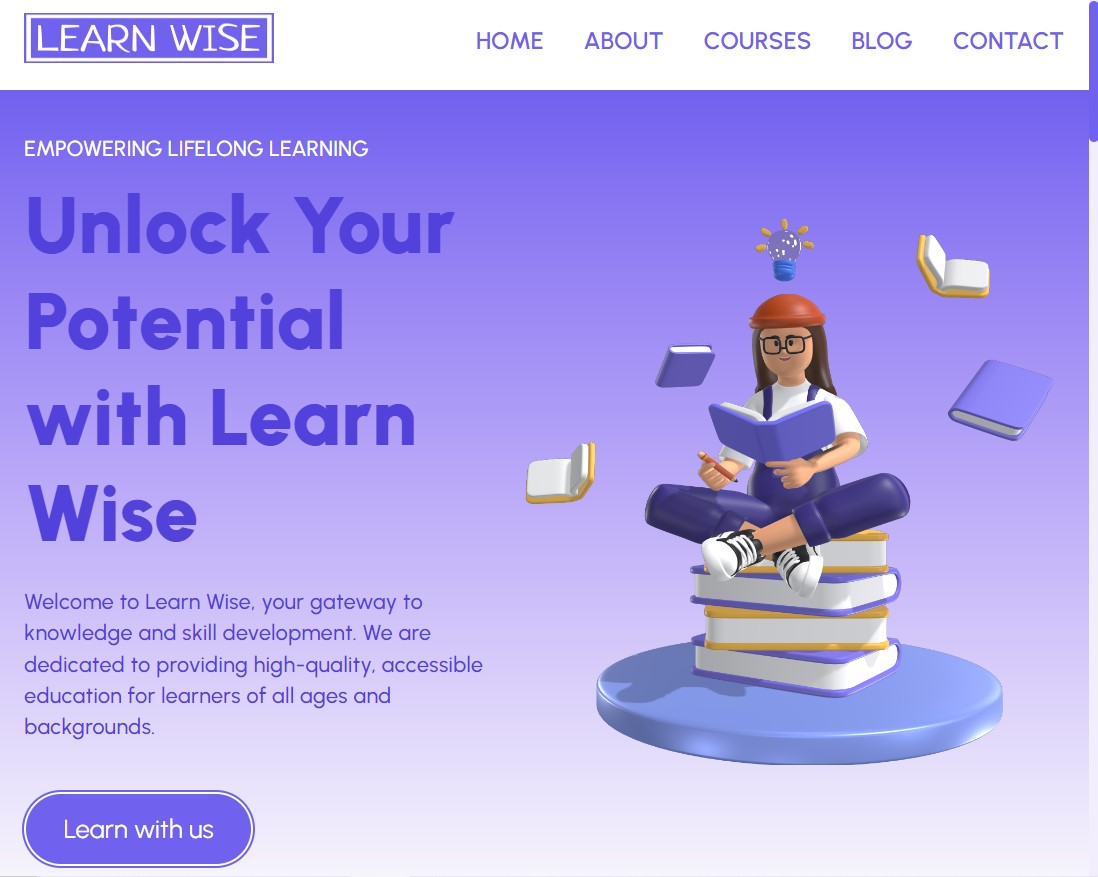 LEARN WISE
HOME ABOUT COURSES BLOG CONTACT
EMPOWERING LIFELONG LEARNING
Unlock Your
Potential
with Learn
Wise
Welcome to Learn Wise, your gateway to
knowledge and skill development. We are
dedicated to providing high-quality, accessible
education for learners of all ages and
backgrounds.
Learn with us